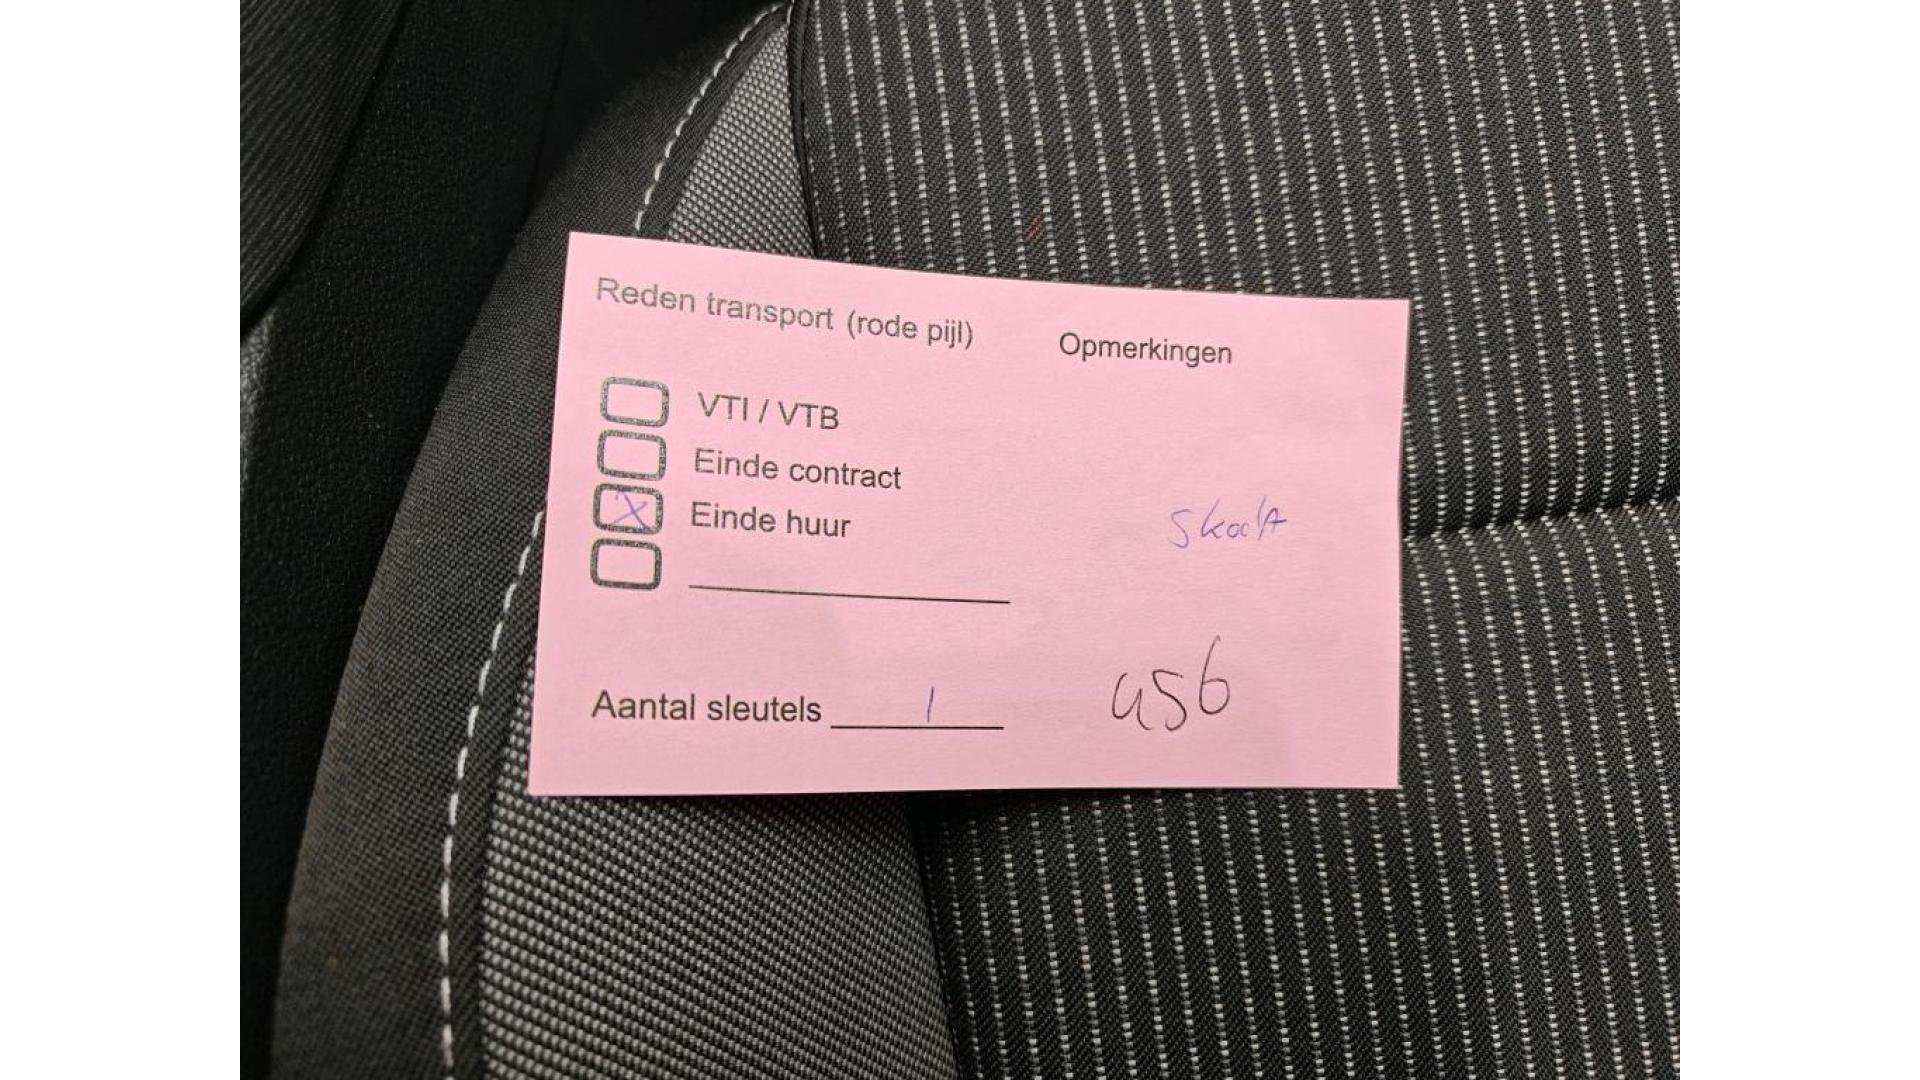 Reden transport (rode pijl)
Opmerkingen
VTI / VTB
Einde contract
X Einde huur
SkodA
Aantal sleutels 1
456